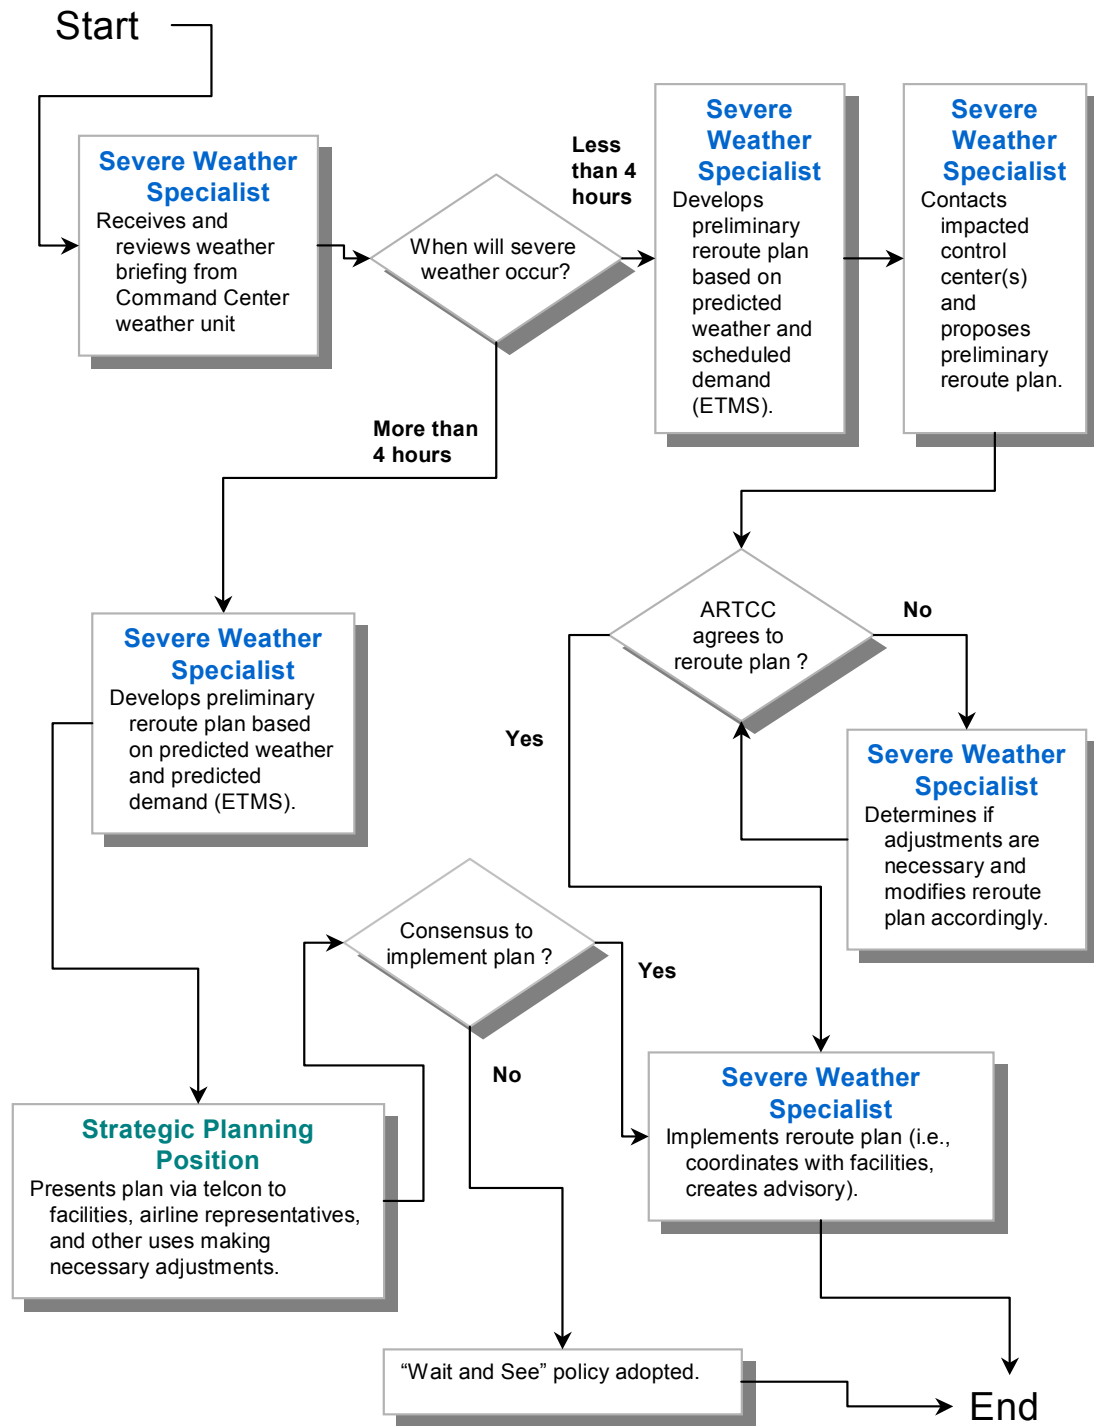 Start
Severe Weather
Specialist
Receives and
reviews weather
briefing from
Command Center
weather unit
When will severe
weather occur?
Less
than 4
hours
Severe
Weather
Specialist
Develops
preliminary
reroute plan
based on
predicted
weather and
scheduled
demand
(ETMS).
Severe
Weather
Specialist
Contacts
impacted
control
center(s)
and
proposes
preliminary
reroute plan.
More than
4 hours
Severe Weather
Specialist
Develops preliminary
reroute plan based
on predicted weather
and predicted
demand (ETMS).
ARTCC
agrees to
reroute plan ?
No
Yes
Severe Weather
Specialist
Determines if
adjustments are
necessary and
modifies reroute
plan accordingly.
Consensus to
implement plan ?
Yes
No
Strategic Planning
Position
Presents plan via telcon to
facilities, airline representatives,
and other uses making
necessary adjustments.
Severe Weather
Specialist
Implements reroute plan (i.e.,
coordinates with facilities,
creates advisory).
“Wait and See” policy adopted.
End